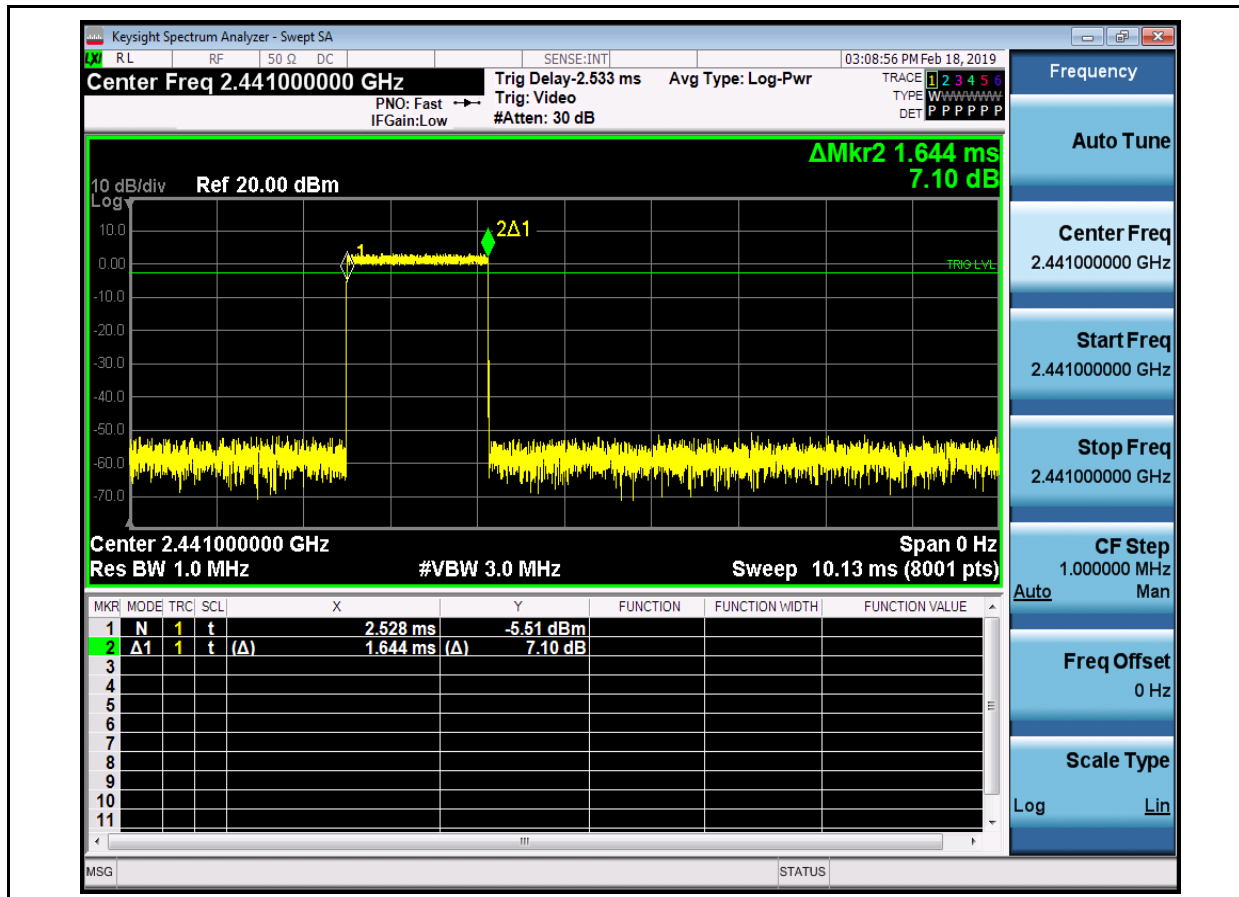 Keysight Spectrum Analyzer - Swept SA
LXI RL RF 50 Ω DC SENSE:INT 03:08:56 PM Feb 18, 2019
Center Freq 2.441000000 GHz
PNO: Fast
IFGain:Low
Trig Delay-2.533 ms
Trig: Video
#Atten: 30 dB
Avg Type: Log-Pwr
TRACE 1 2 3 4 5 6
TYPE WWWWWW
DET P P P P P P
ΔMkr2 1.644 ms
7.10 dB
10 dB/div Ref 20.00 dBm
Log
10.0
0.00
-10.0
-20.0
-30.0
-40.0
-50.0
-60.0
-70.0
1
2Δ1
TRIG LVL
Center 2.441000000 GHz Span 0 Hz
Res BW 1.0 MHz #VBW 3.0 MHz Sweep 10.13 ms (8001 pts)
MKR MODE TRC SCL X Y FUNCTION FUNCTION WIDTH FUNCTION VALUE
1 N 1 t 2.528 ms -5.51 dBm
2 Δ1 1 t (Δ) 1.644 ms (Δ) 7.10 dB
3
4
5
6
7
8
9
10
11
MSG STATUS
Frequency
Auto Tune
Center Freq
2.441000000 GHz
Start Freq
2.441000000 GHz
Stop Freq
2.441000000 GHz
CF Step
1.000000 MHz
Auto Man
Freq Offset
0 Hz
Scale Type
Log Lin